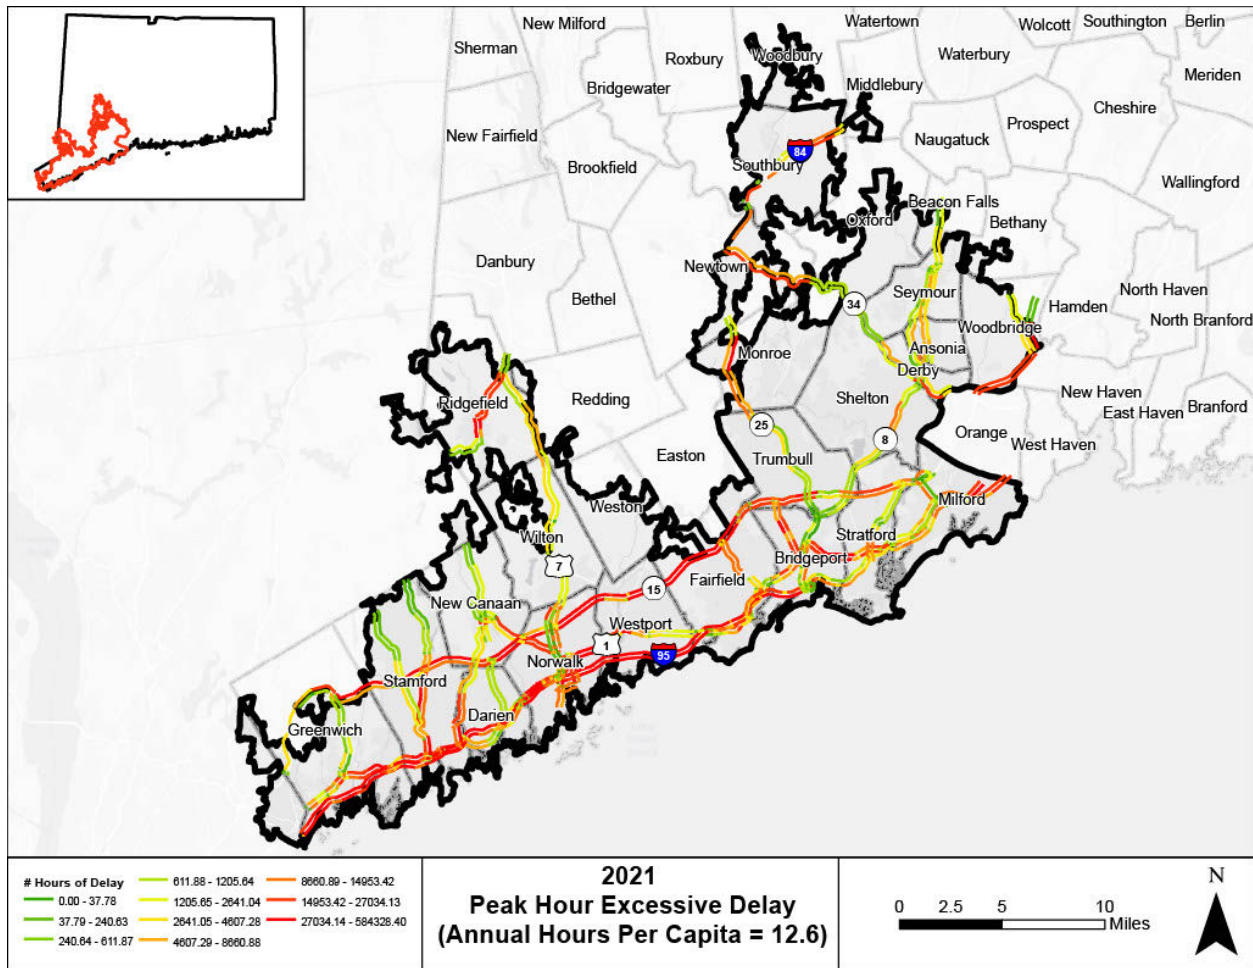 New Milford
Watertown
Wolcott
Southington
Berlin
Sherman
Roxbury
Woodbury
Waterbury
Bridgewater
Middlebury
Meriden
Cheshire
New Fairfield
Prospect
Naugatuck
Brookfield
84
Southbury
Wallingford
Beacon Falls
Oxford
Bethany
Danbury
Newtown
Bethel
Seymour
Hamden
North Haven
34
Woodbridge
North Branford
Monroe
Ansonia
Derby
Ridgefield
Redding
Shelton
New Haven
East Haven
Branford
25
8
Orange
West Haven
Easton
Trumbull
Weston
Milford
Wilton
Stratford
Bridgeport
7
Fairfield
15
New Canaan
Westport
1
95
Norwalk
Stamford
Darien
Greenwich
# Hours of Delay
0.00 - 37.78
37.79 - 240.63
240.64 - 611.87
611.88 - 1205.64
1205.65 - 2641.04
2641.05 - 4607.28
4607.29 - 8660.88
8660.89 - 14953.42
14953.42 - 27034.13
27034.14 - 584328.40
2021
Peak Hour Excessive Delay
(Annual Hours Per Capita = 12.6)
0 2.5 5 10
Miles
N